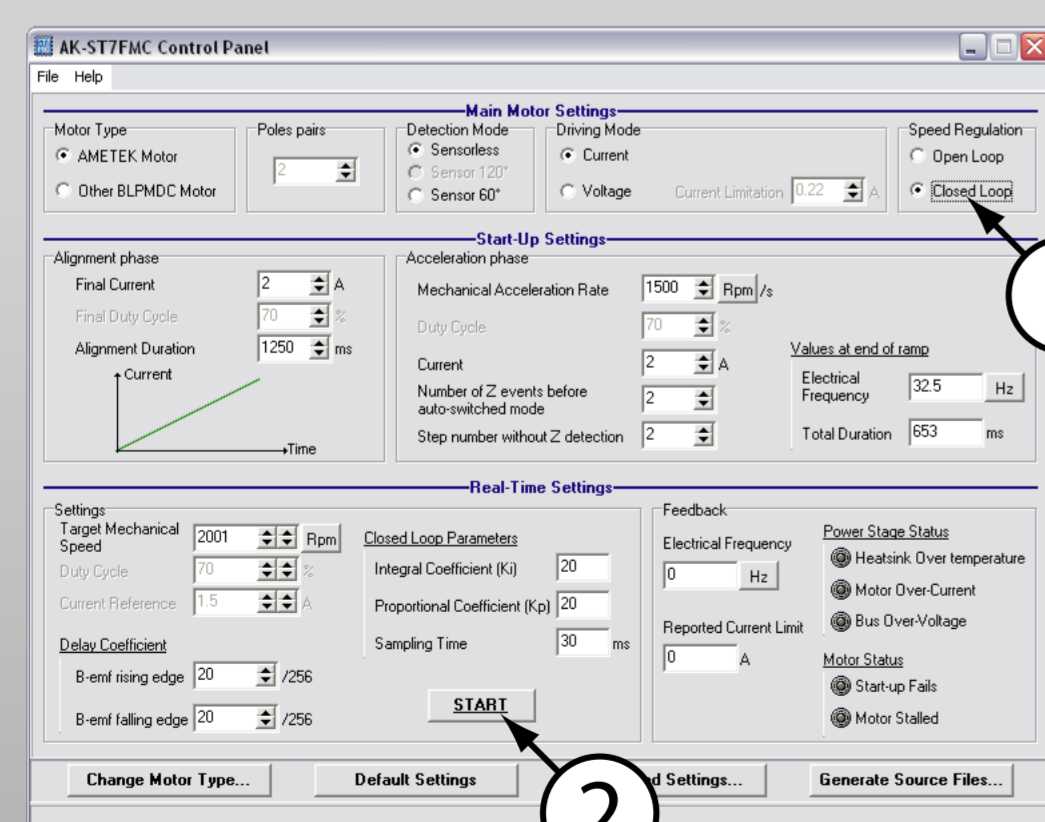 AK-ST7FMC Control Panel
File Help
Main Motor Settings
Motor Type
AMETEK Motor
Other BLPMDC Motor
Poles pairs
2
Detection Mode
Sensorless
Sensor 120°
Sensor 60°
Driving Mode
Current
Voltage
Current Limitation 0.22 A
Speed Regulation
Open Loop
Closed Loop
Start-Up Settings
Alignment phase
Final Current 2 A
Final Duty Cycle 70 %
Alignment Duration 1250 ms
Current
Time
Acceleration phase
Mechanical Acceleration Rate 1500 Rpm /s
Duty Cycle 70 %
Current 2 A
Number of Z events before
auto-switched mode 2
Step number without Z detection 2
Values at end of ramp
Electrical
Frequency 32.5 Hz
Total Duration 653 ms
Real-Time Settings
Settings
Target Mechanical
Speed 2001 Rpm
Duty Cycle 70 %
Current Reference 1.5 A
Delay Coefficient
B-emf rising edge 20 /256
B-emf falling edge 20 /256
Closed Loop Parameters
Integral Coefficient (Ki) 20
Proportional Coefficient (Kp) 20
Sampling Time 30 ms
START
Feedback
Electrical Frequency
0 Hz
Reported Current Limit
0 A
Power Stage Status
Heatsink Over temperature
Motor Over-Current
Bus Over-Voltage
Motor Status
Start-up Fails
Motor Stalled
Change Motor Type... Default Settings Settings... Generate Source Files...
2